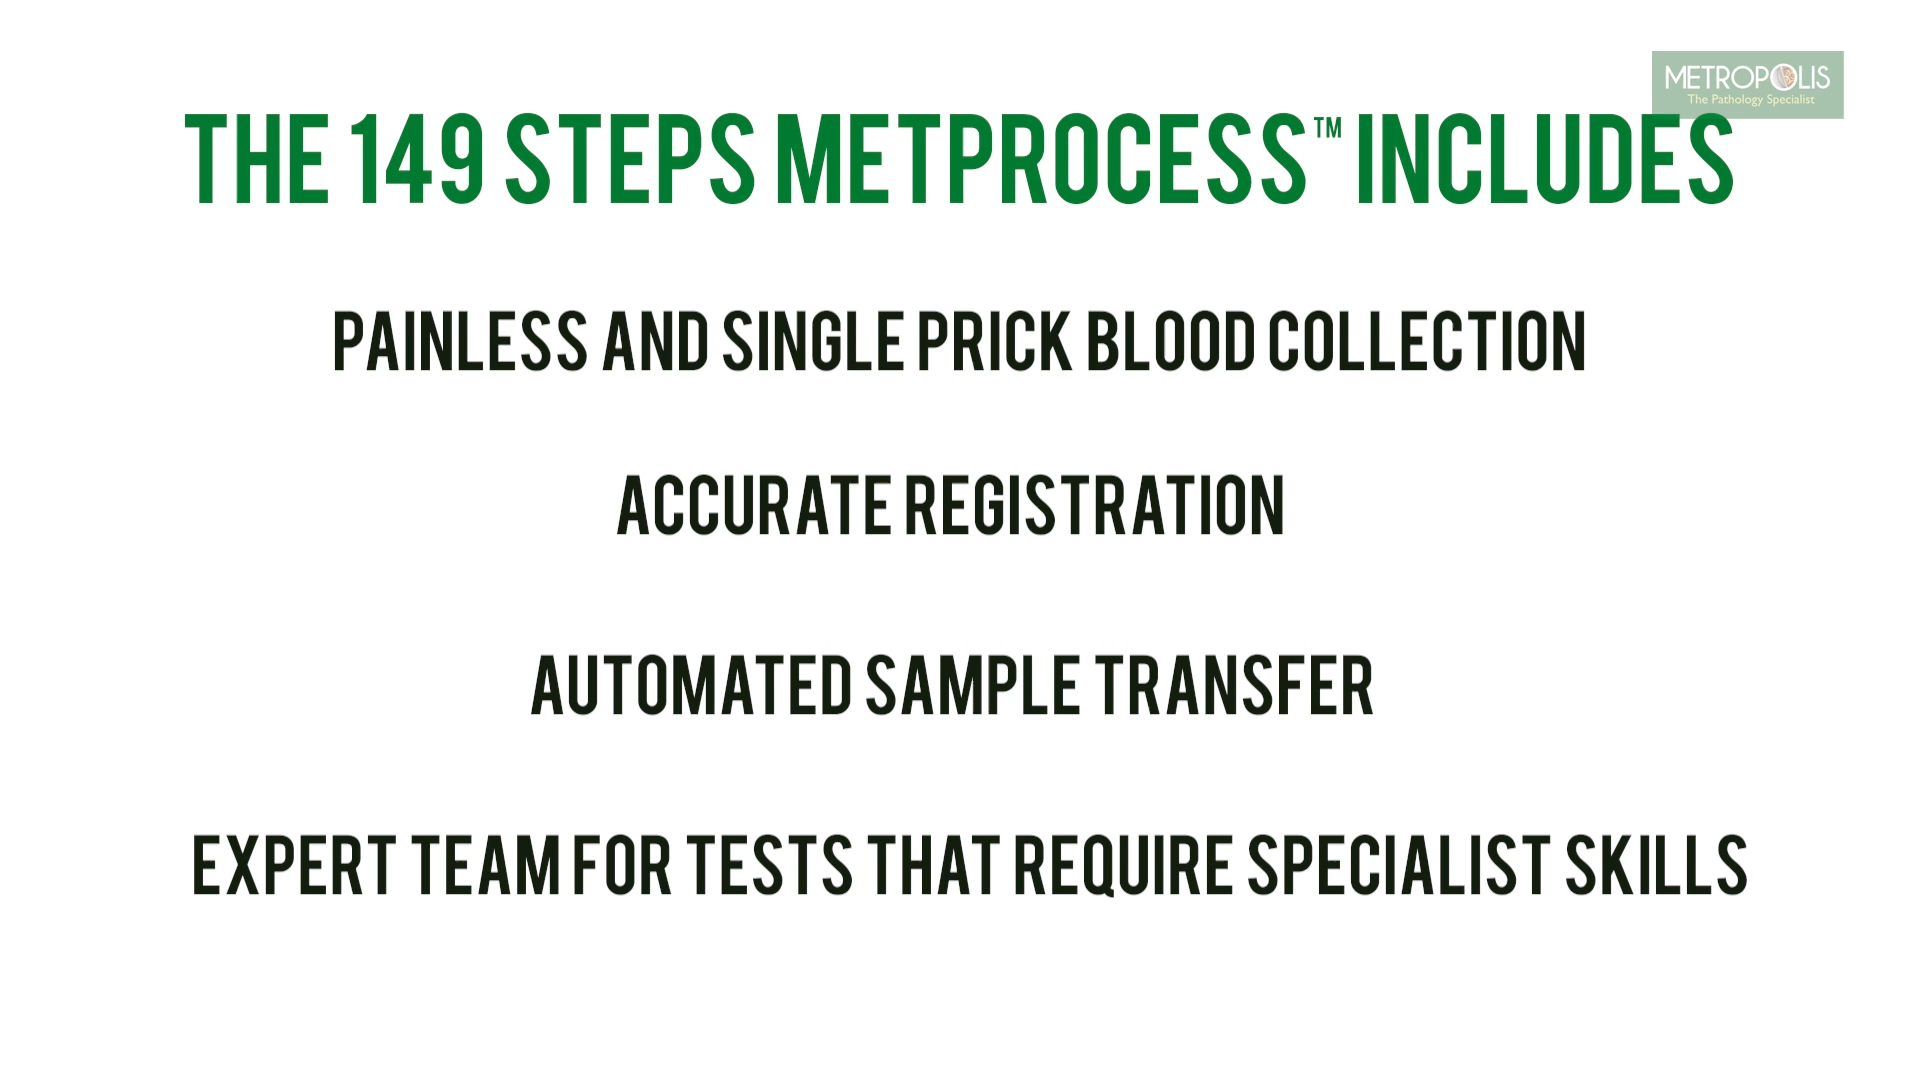 METROPOLIS
The Pathology Specialist
THE 149 STEPS METPROCESS™ INCLUDES
PAINLESS AND SINGLE PRICK BLOOD COLLECTION
ACCURATE REGISTRATION
AUTOMATED SAMPLE TRANSFER
EXPERT TEAM FOR TESTS THAT REQUIRE SPECIALIST SKILLS